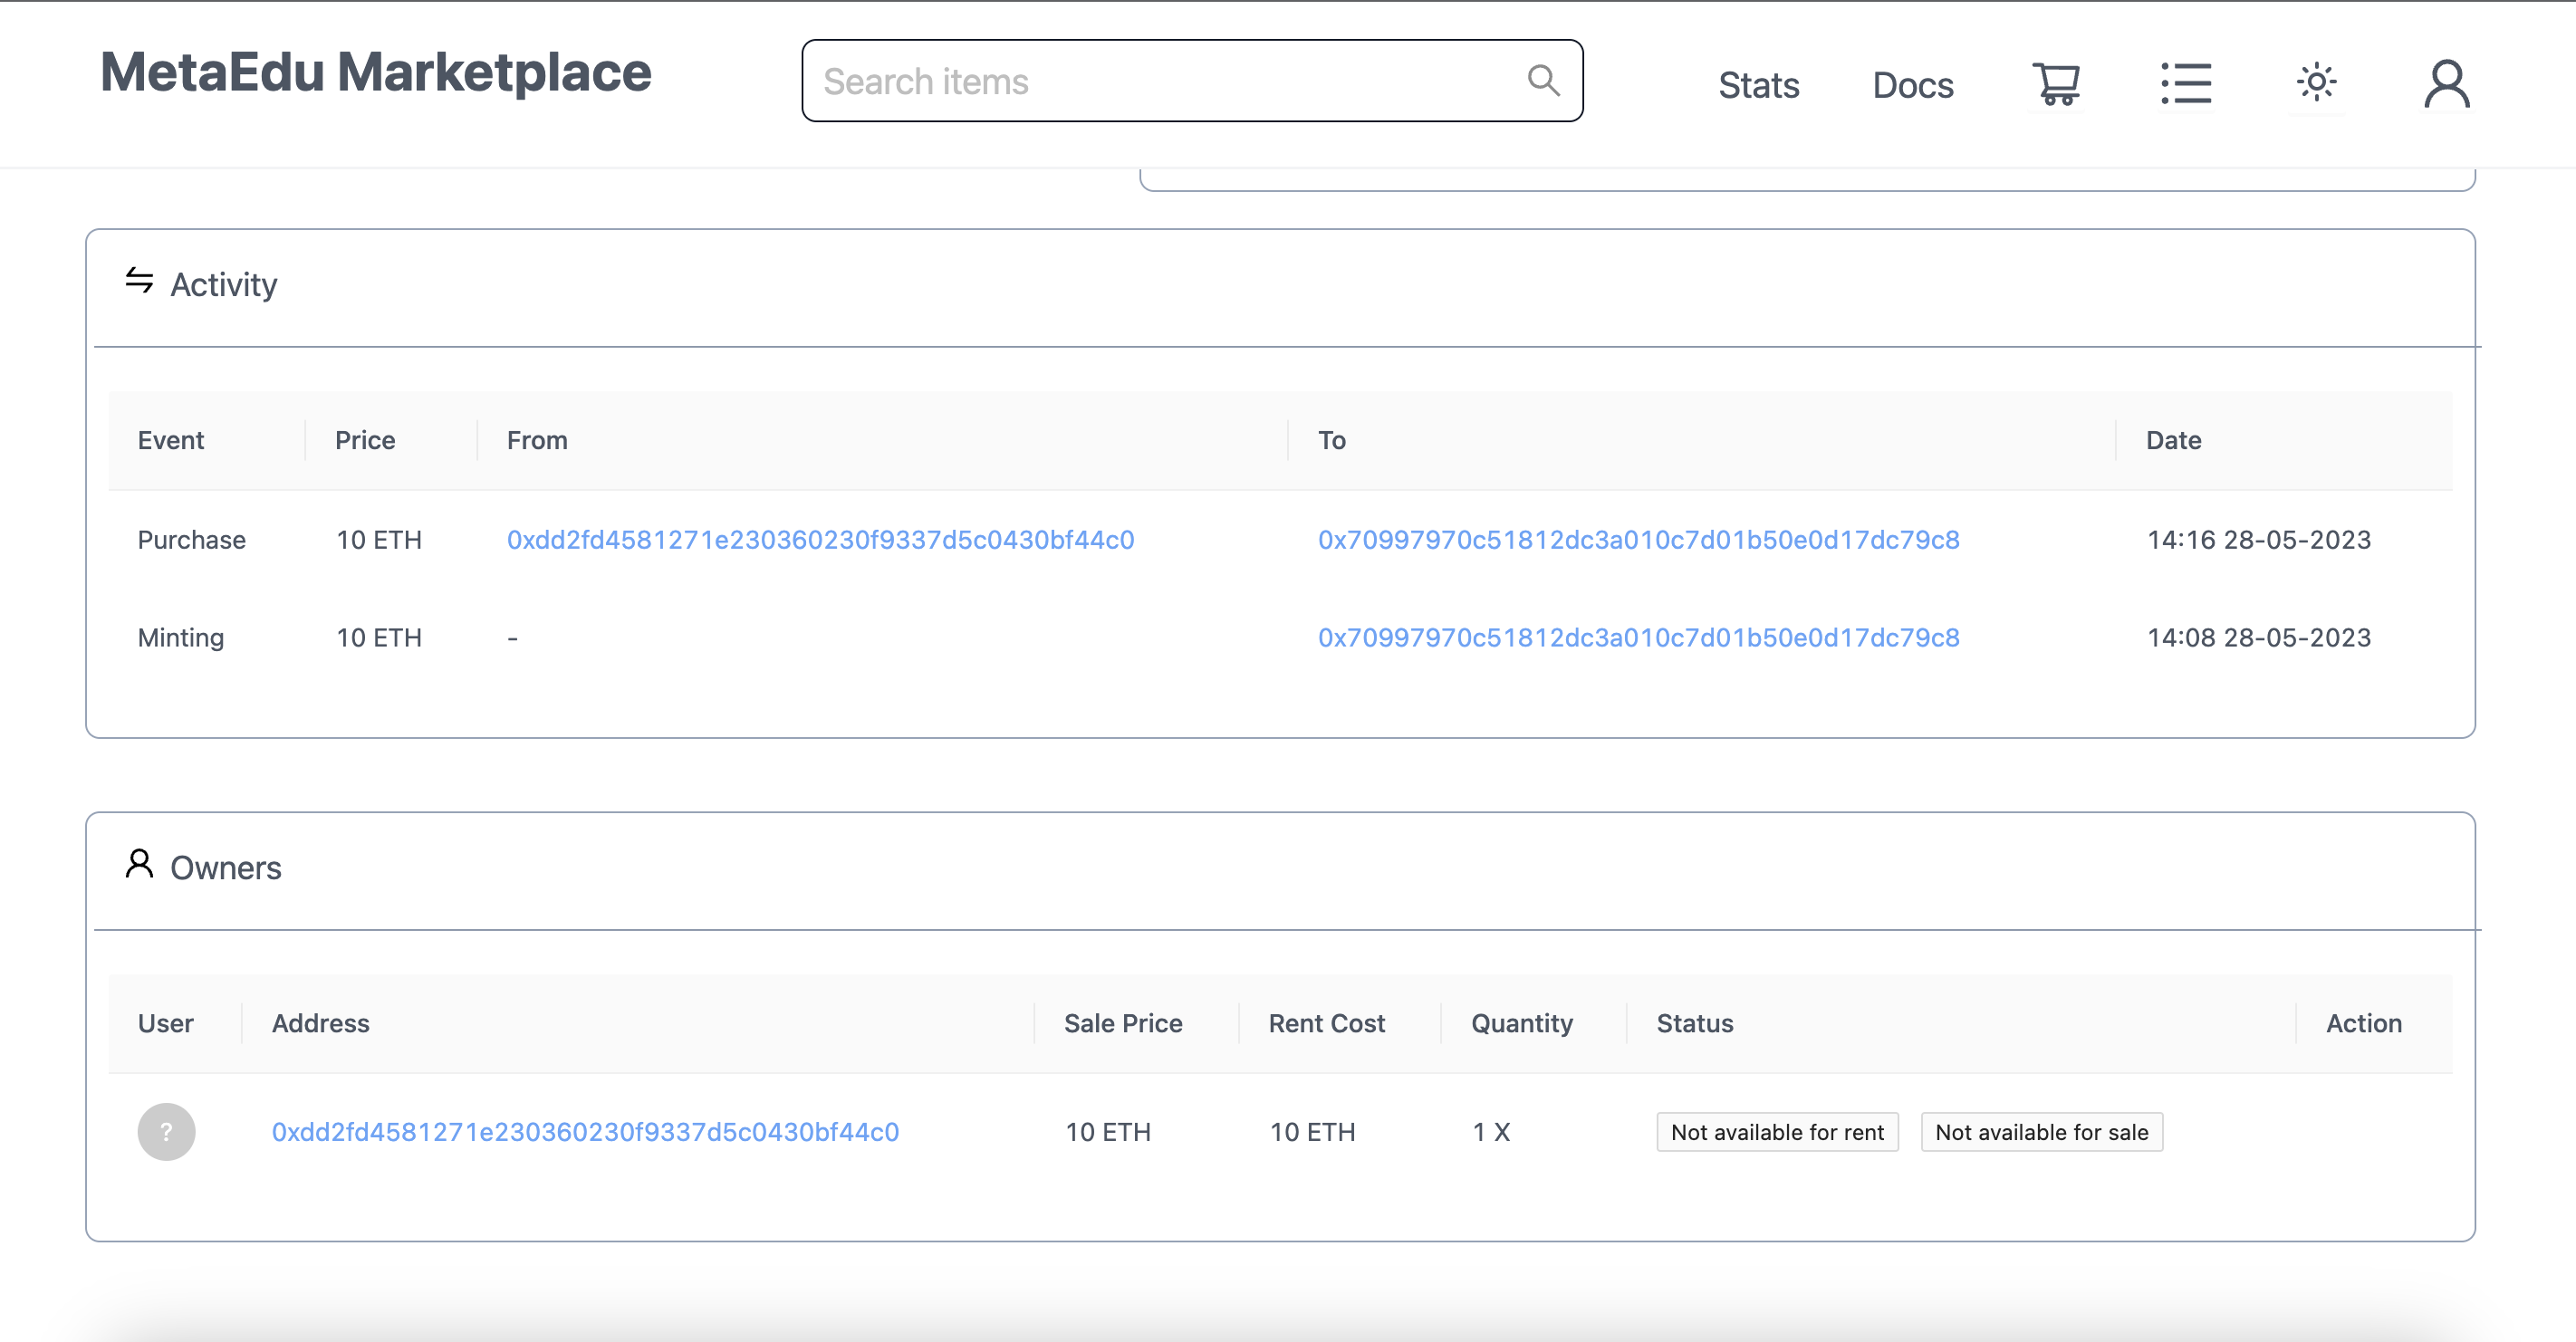 MetaEdu Marketplace
Search items
Stats
Docs
Activity
Event Price From To Date
Purchase 10 ETH 0xdd2fd4581271e230360230f9337d5c0430bf44c0 0x70997970c51812dc3a010c7d01b50e0d17dc79c8 14:16 28-05-2023
Minting 10 ETH - 0x70997970c51812dc3a010c7d01b50e0d17dc79c8 14:08 28-05-2023
Owners
User Address Sale Price Rent Cost Quantity Status Action
? 0xdd2fd4581271e230360230f9337d5c0430bf44c0 10 ETH 10 ETH 1 X Not available for rent Not available for sale